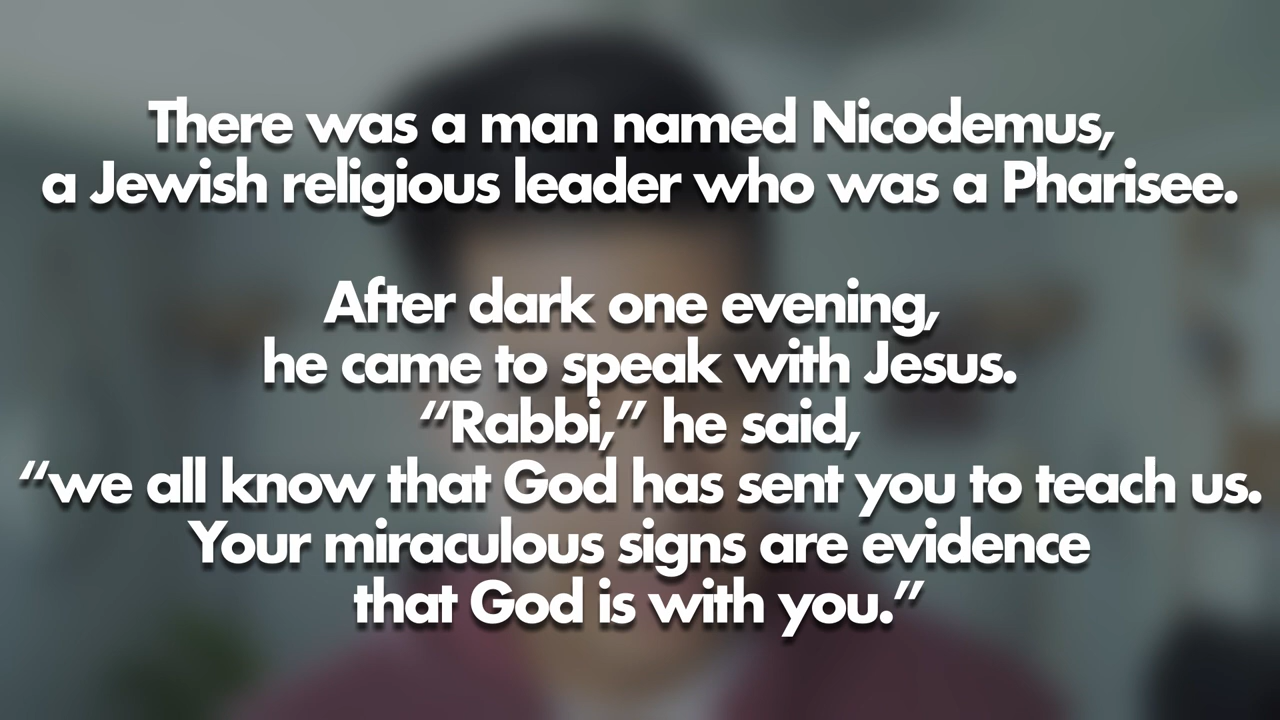 There was a man named Nicodemus,
a Jewish religious leader who was a Pharisee.
After dark one evening,
he came to speak with Jesus.
“Rabbi,” he said,
“we all know that God has sent you to teach us.
Your miraculous signs are evidence
that God is with you.”